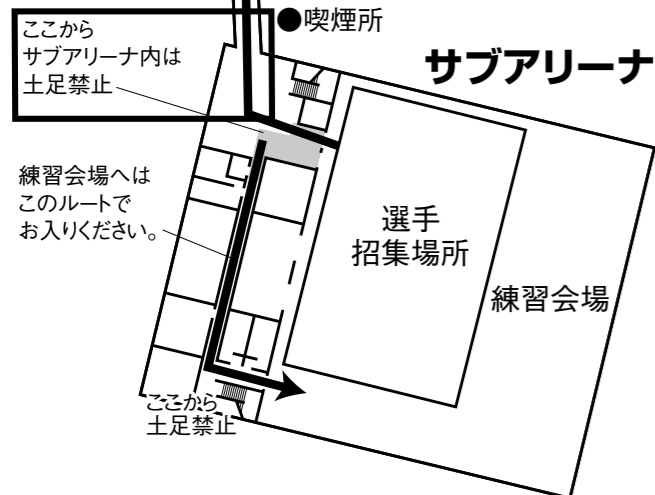 ここから
サブアリーナ内は
土足禁止
●喫煙所
サブアリーナ
練習会場へは
このルートで
お入りください。
選手
招集場所
練習会場
ここから
土足禁止